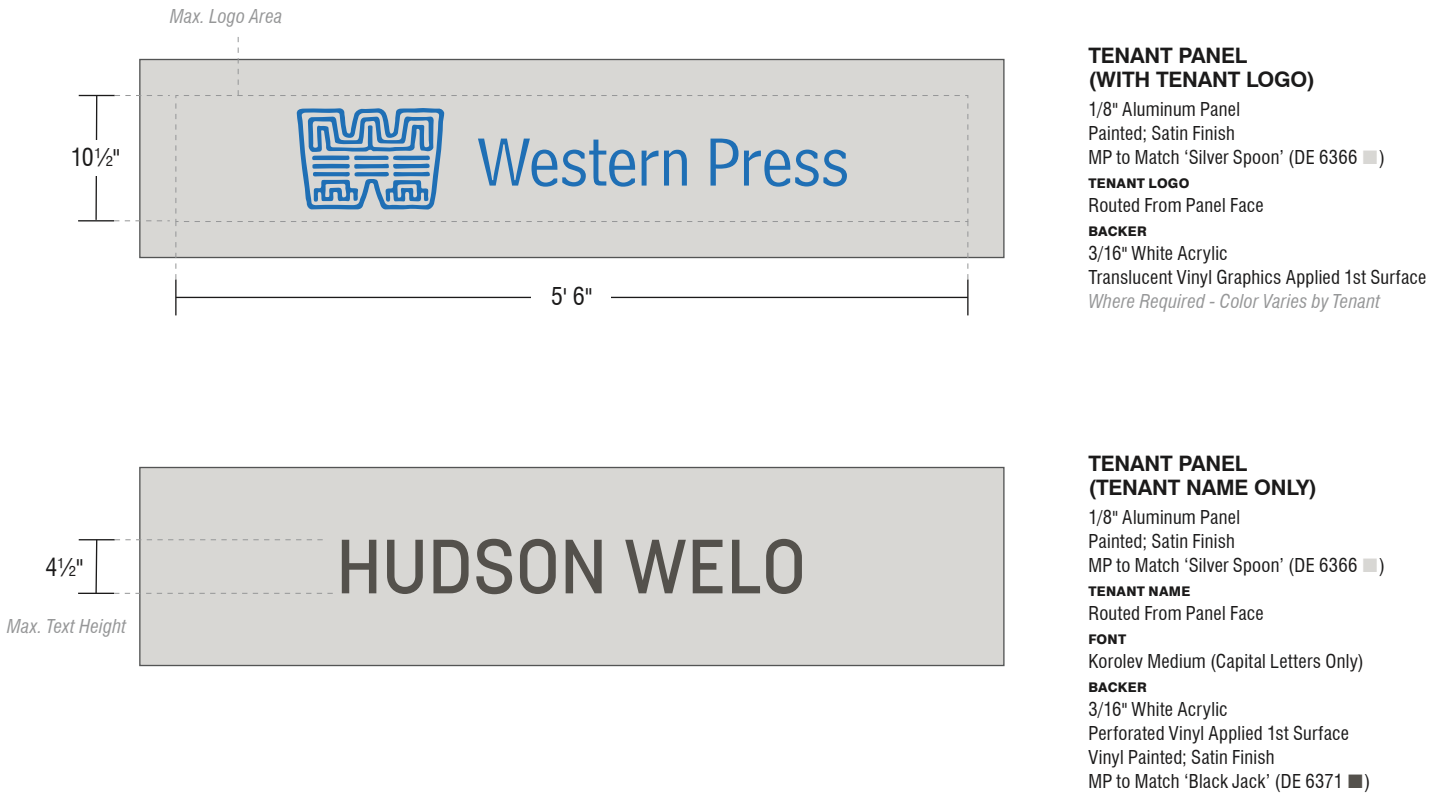 Max. Logo Area
10½"
Western Press
5' 6"
TENANT PANEL
(WITH TENANT LOGO)
1/8" Aluminum Panel
Painted; Satin Finish
MP to Match ‘Silver Spoon’ (DE 6366 )
TENANT LOGO
Routed From Panel Face
BACKER
3/16" White Acrylic
Translucent Vinyl Graphics Applied 1st Surface
Where Required - Color Varies by Tenant
4½"
Max. Text Height
HUDSON WELO
TENANT PANEL
(TENANT NAME ONLY)
1/8" Aluminum Panel
Painted; Satin Finish
MP to Match ‘Silver Spoon’ (DE 6366 )
TENANT NAME
Routed From Panel Face
FONT
Korolev Medium (Capital Letters Only)
BACKER
3/16" White Acrylic
Perforated Vinyl Applied 1st Surface
Vinyl Painted; Satin Finish
MP to Match ‘Black Jack’ (DE 6371 )